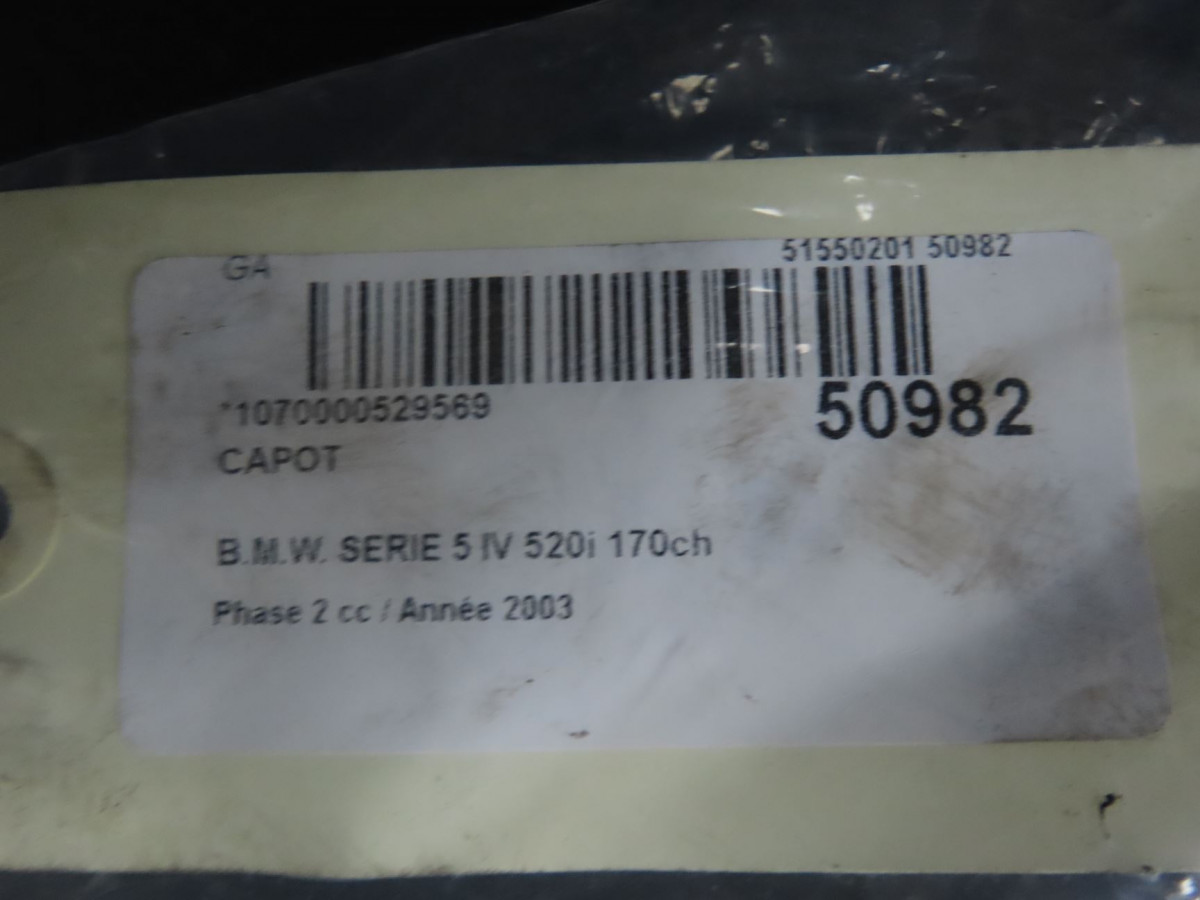 GA 51550201 50982
*1070000529569 50982
CAPOT
B.M.W. SERIE 5 IV 520i 170ch
Phase 2 cc / Année 2003